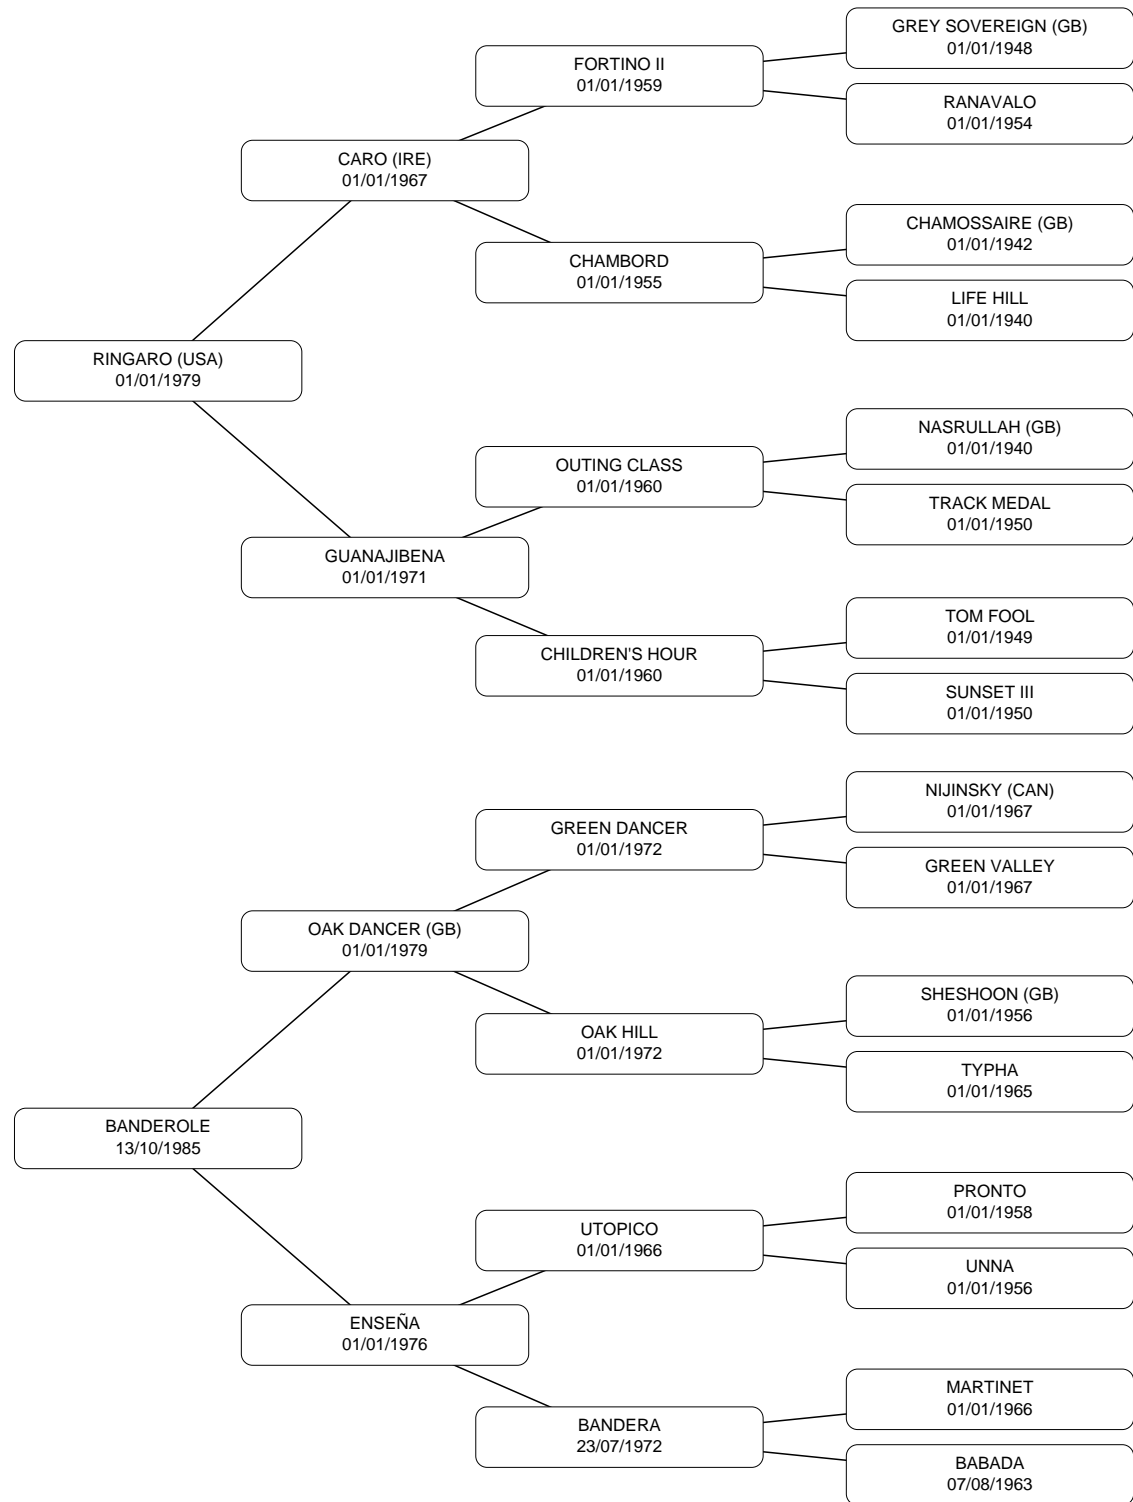 GREY SOVEREIGN (GB)
01/01/1948
FORTINO II
01/01/1959
RANAVALO
01/01/1954
CARO (IRE)
01/01/1967
CHAMOSSAIRE (GB)
01/01/1942
CHAMBORD
01/01/1955
LIFE HILL
01/01/1940
RINGARO (USA)
01/01/1979
NASRULLAH (GB)
01/01/1940
OUTING CLASS
01/01/1960
TRACK MEDAL
01/01/1950
GUANAJIBENA
01/01/1971
TOM FOOL
01/01/1949
CHILDREN'S HOUR
01/01/1960
SUNSET III
01/01/1950
NIJINSKY (CAN)
01/01/1967
GREEN DANCER
01/01/1972
GREEN VALLEY
01/01/1967
OAK DANCER (GB)
01/01/1979
SHESHOON (GB)
01/01/1956
OAK HILL
01/01/1972
TYPHA
01/01/1965
BANDEROLE
13/10/1985
PRONTO
01/01/1958
UTOPICO
01/01/1966
UNNA
01/01/1956
ENSEÑA
01/01/1976
MARTINET
01/01/1966
BANDERA
23/07/1972
BABADA
07/08/1963